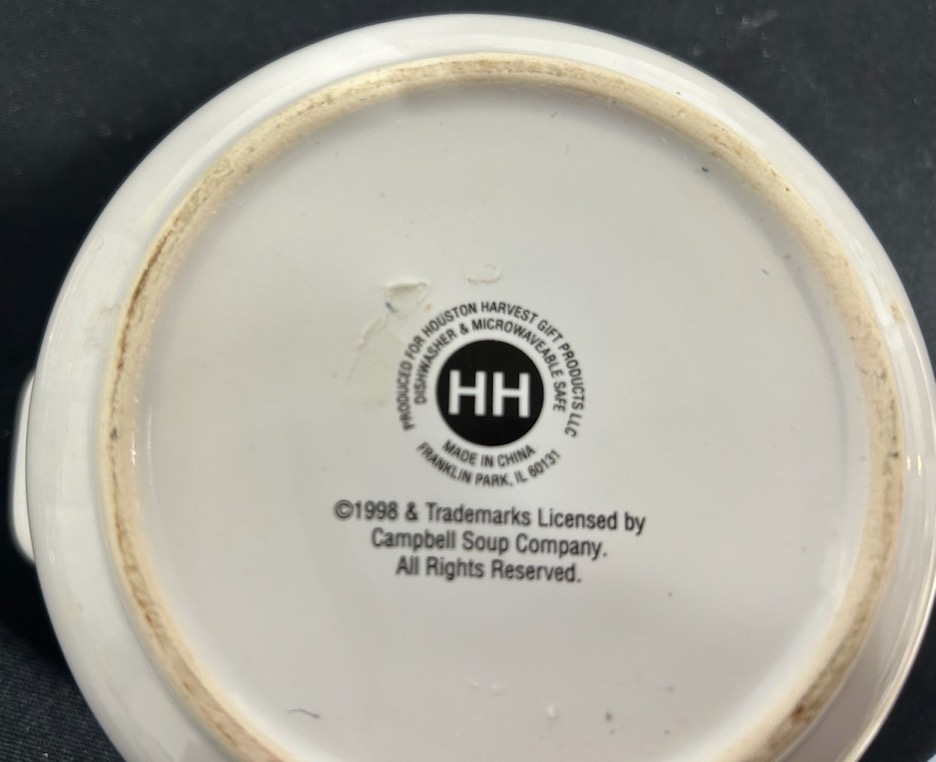 PRODUCED FOR HOUSTON HARVEST GIFT PRODUCTS LLC
DISHWASHER & MICROWAVEABLE SAFE
HH
MADE IN CHINA
FRANKLIN PARK, IL 60131
©1998 & Trademarks Licensed by
Campbell Soup Company.
All Rights Reserved.